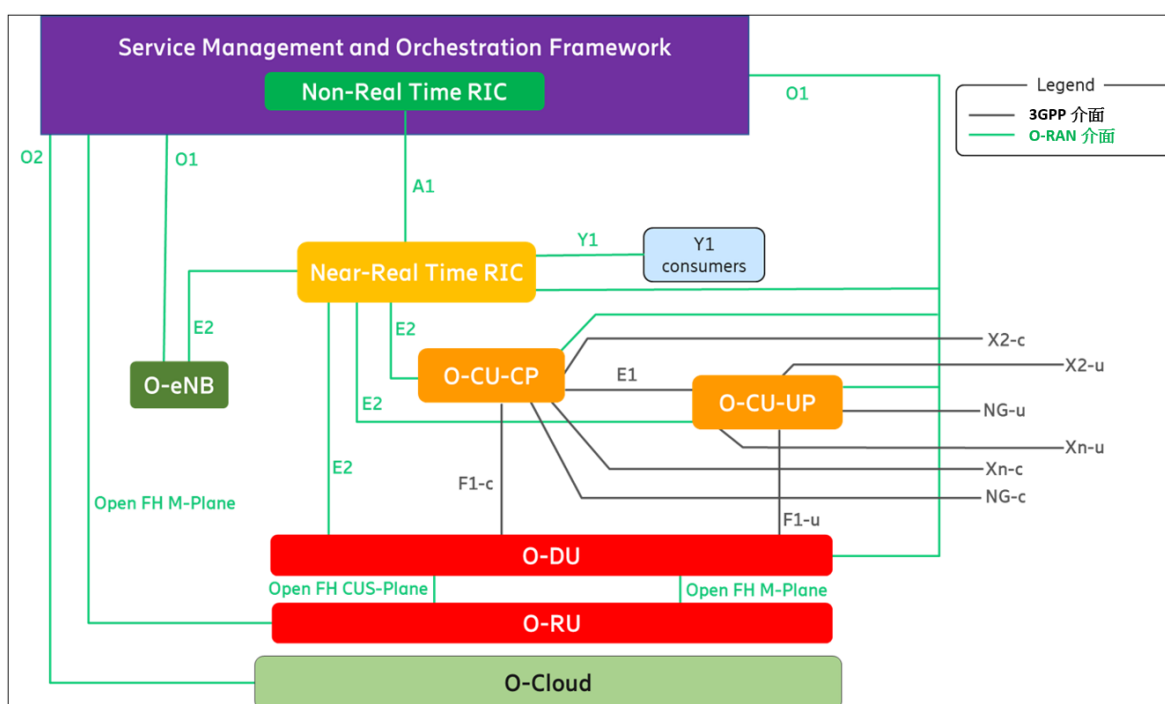 Service Management and Orchestration Framework
Non-Real Time RIC
O1
Legend
3GPP 介面
O-RAN 介面
O2
O1
A1
Y1
Y1
consumers
Near-Real Time RIC
E2
E2
O-CU-CP
X2-c
X2-u
E1
O-eNB
O-CU-UP
E2
NG-u
Xn-u
E2
Xn-c
F1-c
NG-c
Open FH M-Plane
F1-u
O-DU
Open FH CUS-Plane
Open FH M-Plane
O-RU
O-Cloud